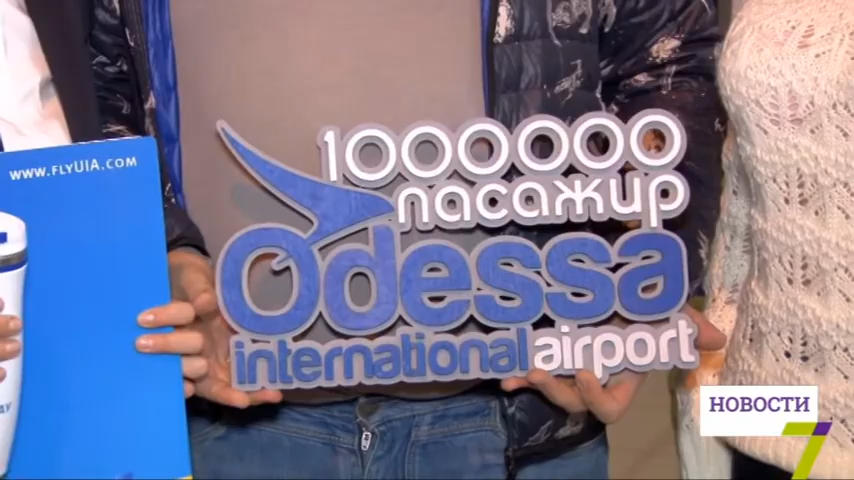 www.FLYUIA.com
1000000
пасажир
Odessa
international airport
НОВОСТИ
7